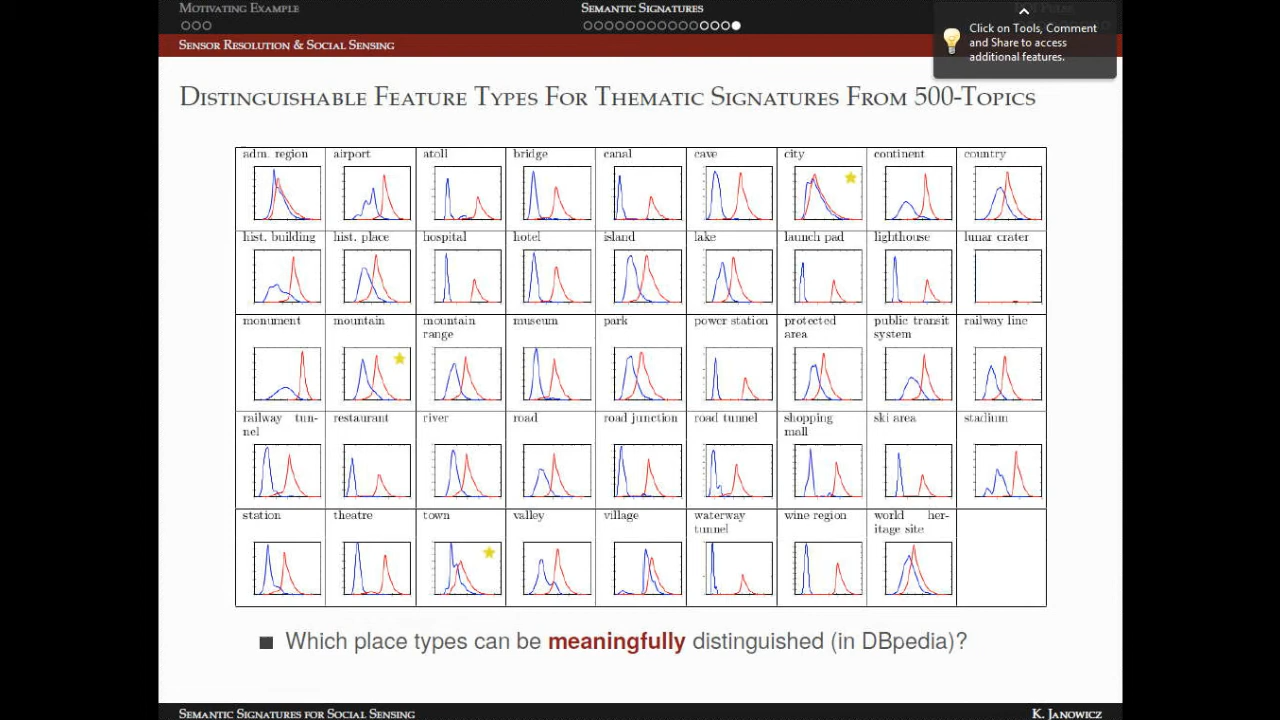 MOTIVATING EXAMPLE
SEMANTIC SIGNATURES
Click on Tools, Comment
and Share to access
additional features.
SENSOR RESOLUTION & SOCIAL SENSING
DISTINGUISHABLE FEATURE TYPES FOR THEMATIC SIGNATURES FROM 500-TOPICS
adm. region airport atoll bridge canal cave city continent country
hist. building hist. place hospital hotel island lake launch pad lighthouse lunar crater
monument mountain mountain range museum park power station protected area public transit system railway line
railway tun-nel restaurant river road road junction road tunnel shopping mall ski area stadium
station theatre town valley village waterway tunnel wine region world her-itage site
Which place types can be meaningfully distinguished (in DBpedia)?
SEMANTIC SIGNATURES FOR SOCIAL SENSING
K. JANOWICZ